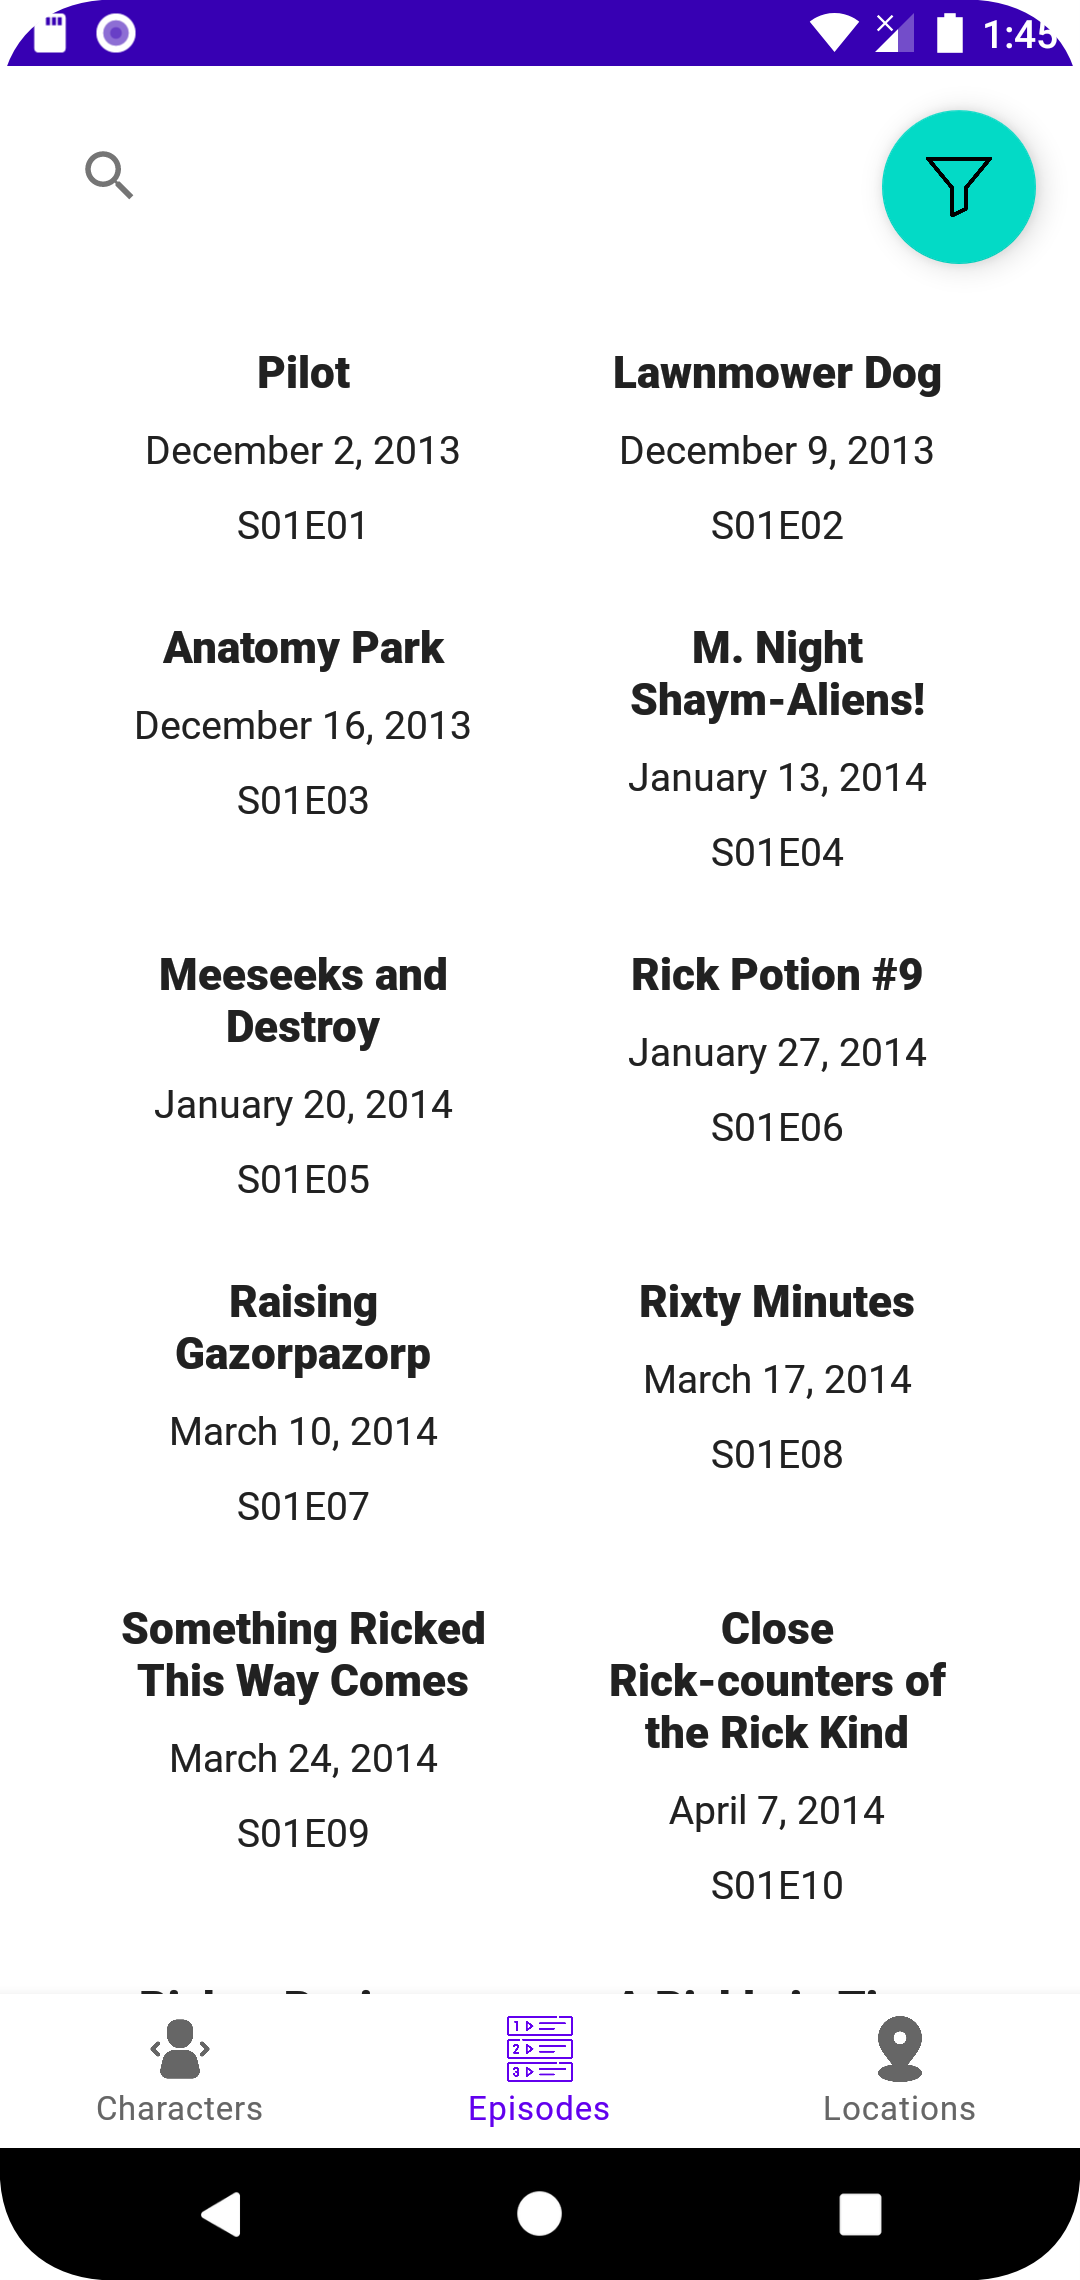 1:45
Pilot
December 2, 2013
S01E01
Lawnmower Dog
December 9, 2013
S01E02
Anatomy Park
December 16, 2013
S01E03
M. Night
Shaym-Aliens!
January 13, 2014
S01E04
Meeseeks and
Destroy
January 20, 2014
S01E05
Rick Potion #9
January 27, 2014
S01E06
Raising
Gazorpazorp
March 10, 2014
S01E07
Rixty Minutes
March 17, 2014
S01E08
Something Ricked
This Way Comes
March 24, 2014
S01E09
Close
Rick-counters of
the Rick Kind
April 7, 2014
S01E10
Characters
Episodes
Locations